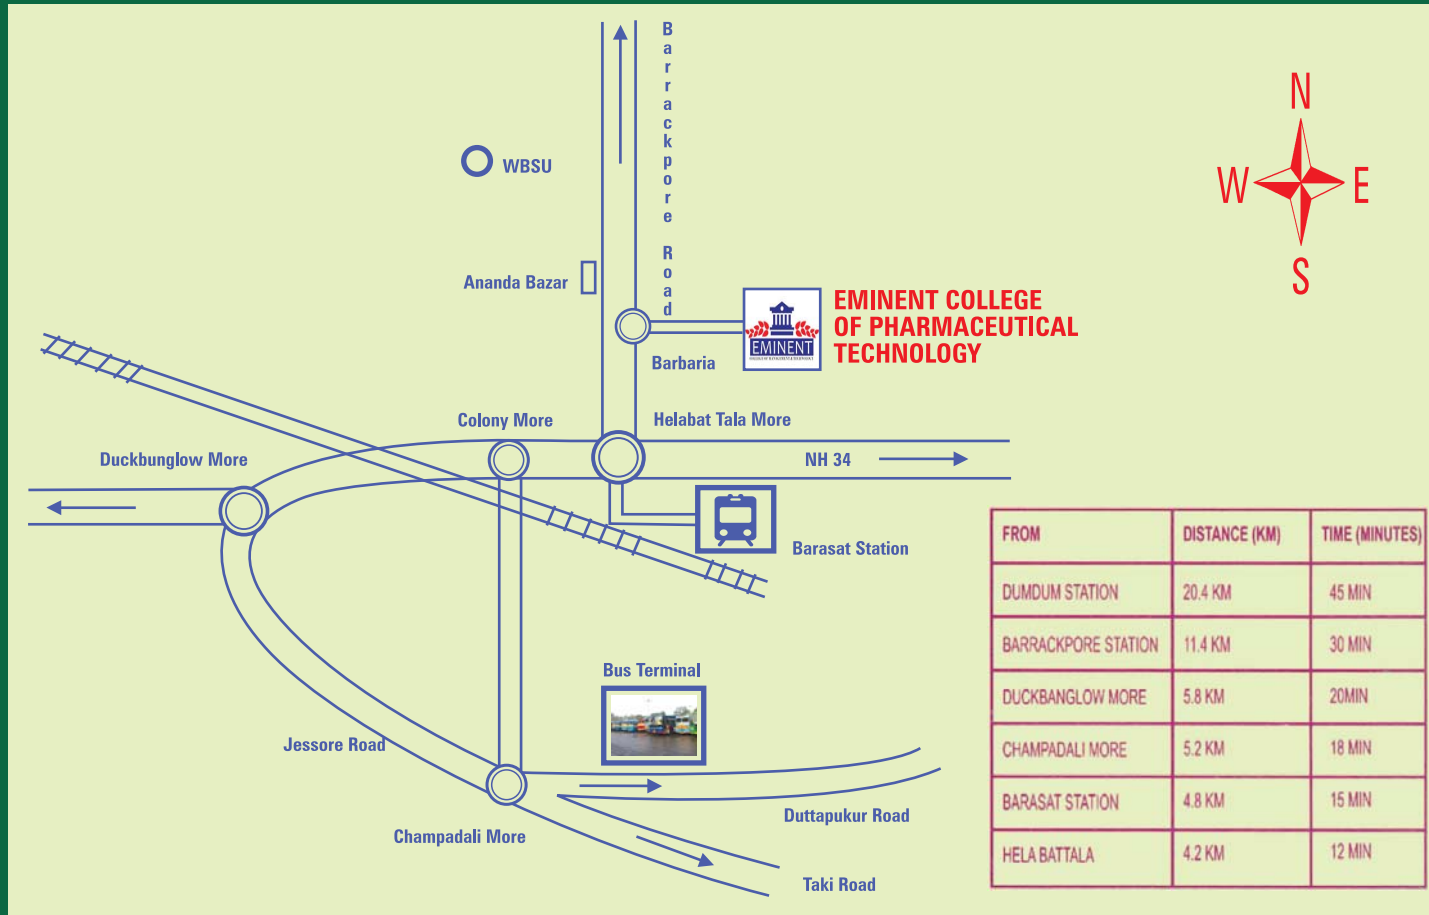 Barrackpore Road
N
W
E
S
WBSU
Ananda Bazar
EMINENT
EMINENT COLLEGE
OF PHARMACEUTICAL
TECHNOLOGY
Barbaria
Colony More
Helabat Tala More
Duckbunglow More
NH 34
Barasat Station
Bus Terminal
Jessore Road
Champadali More
Duttapukur Road
Taki Road
FROM DISTANCE (KM) TIME (MINUTES)
DUMDUM STATION 20.4 KM 45 MIN
BARRACKPORE STATION 11.4 KM 30 MIN
DUCKBANGLOW MORE 5.8 KM 20MIN
CHAMPADALI MORE 5.2 KM 18 MIN
BARASAT STATION 4.8 KM 15 MIN
HELA BATTALA 4.2 KM 12 MIN